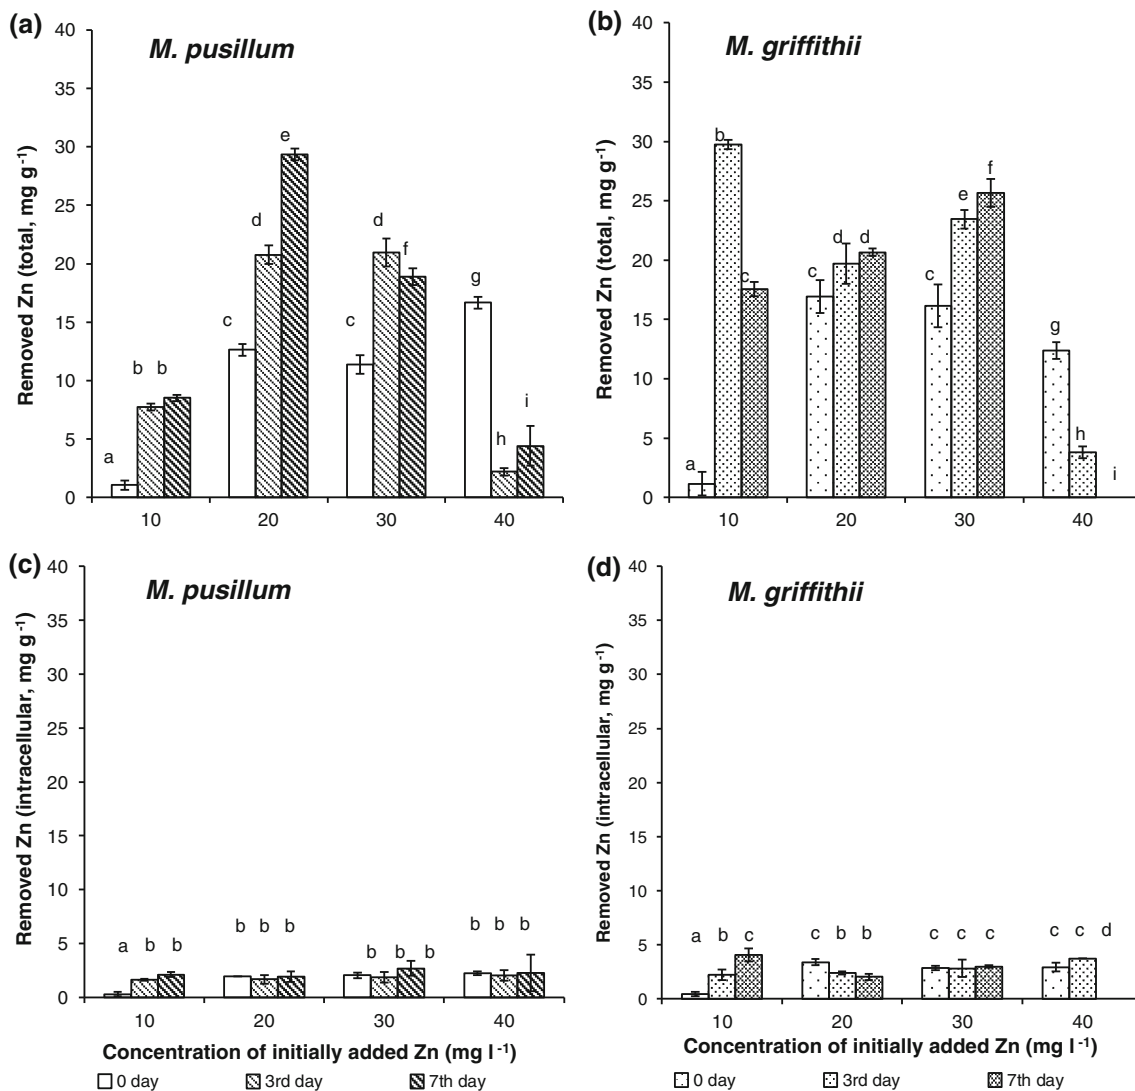 (a)
M. pusillum
Removed Zn (total, mg g-1)
40
35
30
25
20
15
10
5
0
a
b b
c
d
e
c
d
f
g
h
i
10 20 30 40
(b)
M. griffithii
Removed Zn (total, mg g-1)
40
35
30
25
20
15
10
5
0
a
b
c
c
d d
c
e
f
g
h
i
10 20 30 40
(c)
M. pusillum
Removed Zn (intracellular, mg g-1)
40
35
30
25
20
15
10
5
0
a b b
b b b
b b b
b b b
10 20 30 40
Concentration of initially added Zn (mg l-1)
0 day 3rd day 7th day
(d)
M. griffithii
Removed Zn (intracellular, mg g-1)
40
35
30
25
20
15
10
5
0
a b c
c b b
c c c
c c d
10 20 30 40
Concentration of initially added Zn (mg l-1)
0 day 3rd day 7th day